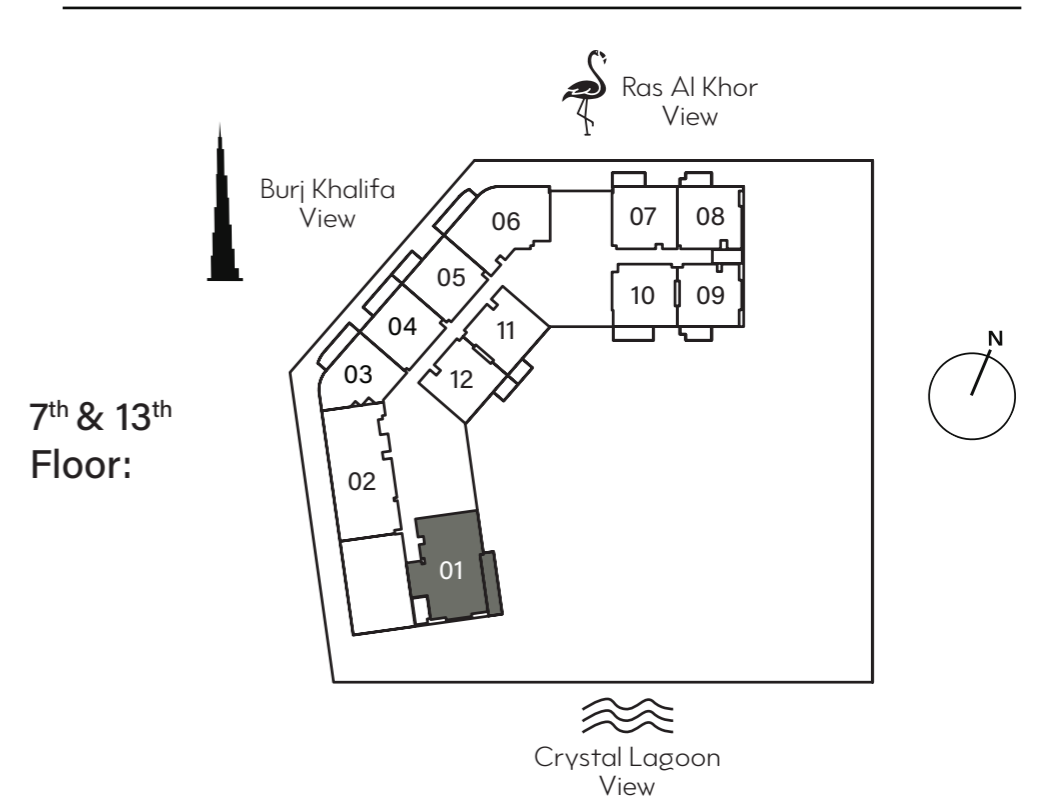 Ras Al Khor
View
Burj Khalifa
View
06
07
08
05
10
09
04
11
N
03
12
7th & 13th
Floor:
02
01
Crystal Lagoon
View